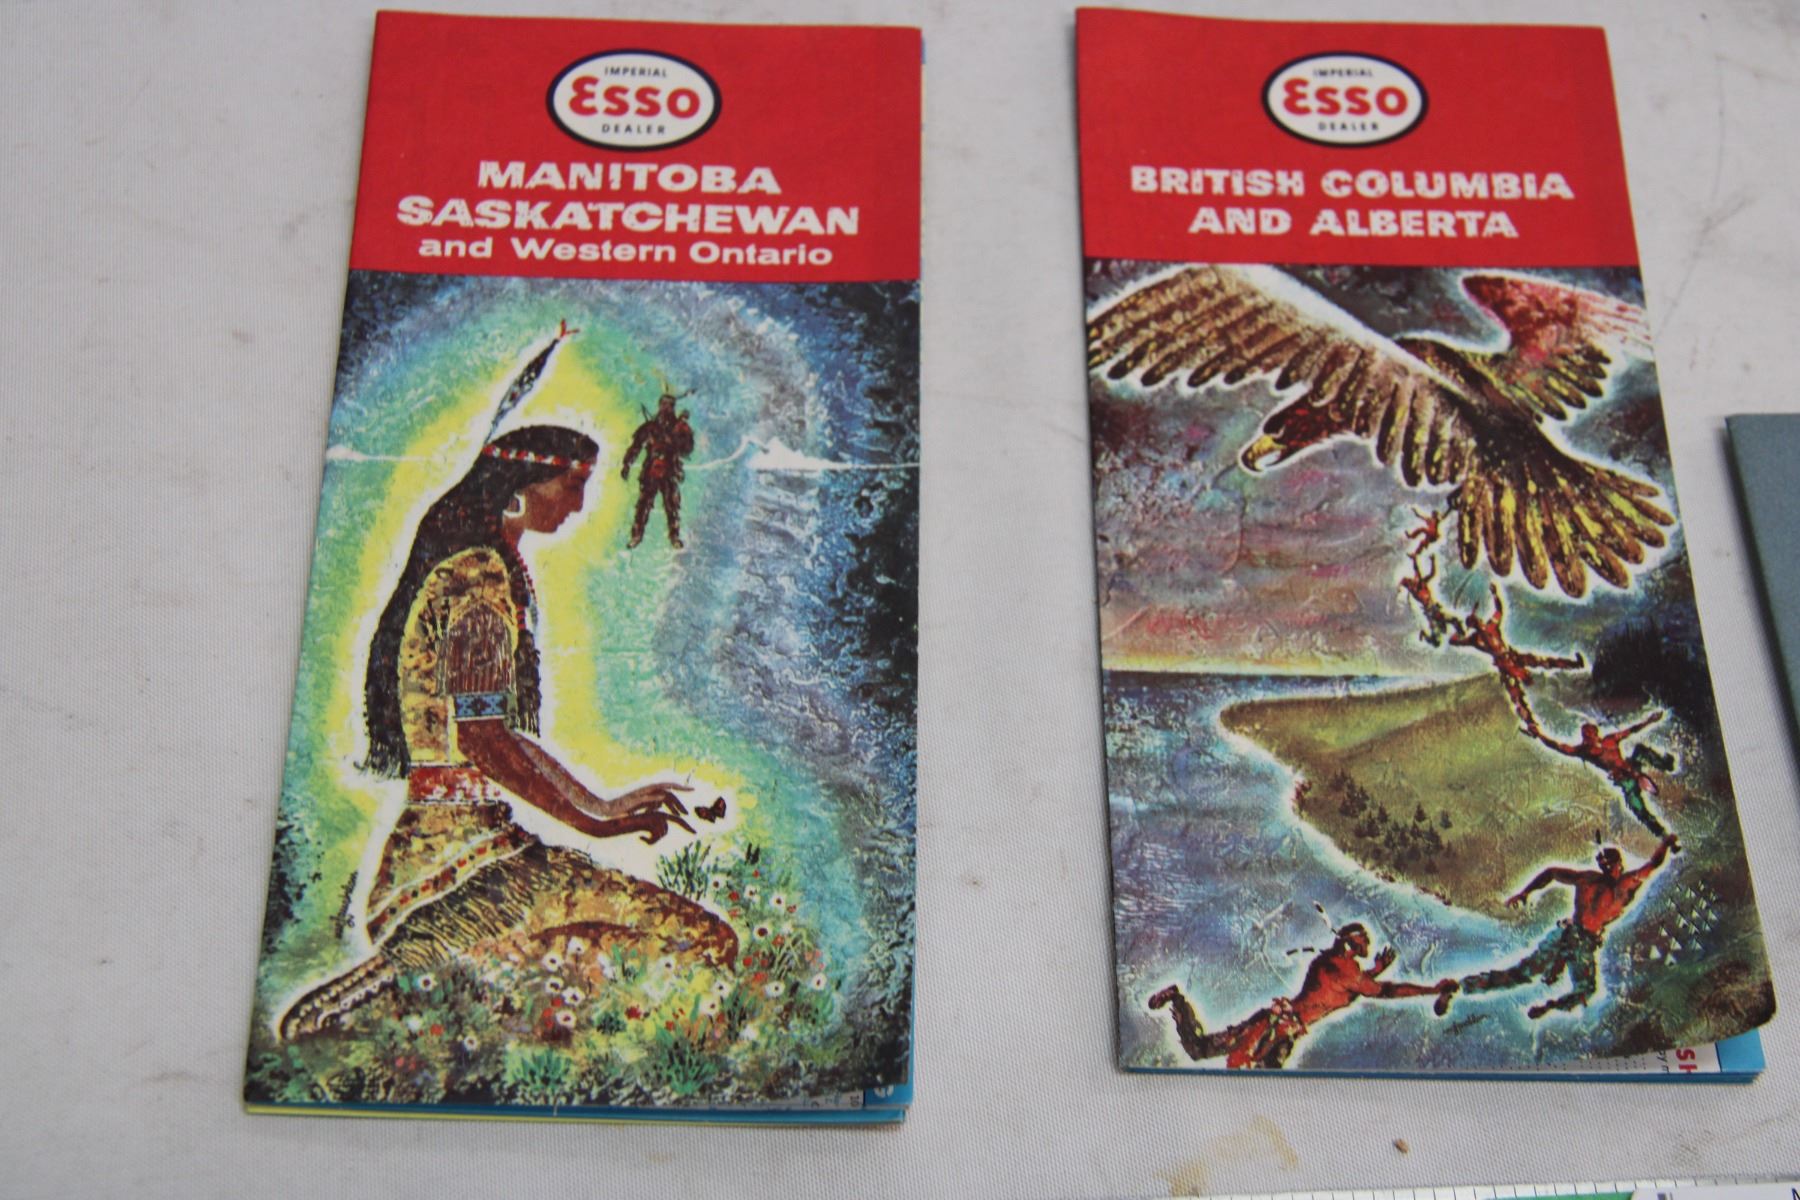 IMPERIAL
Esso
DEALER
MANITOBA
SASKATCHEWAN
and Western Ontario
IMPERIAL
Esso
DEALER
BRITISH COLUMBIA
AND ALBERTA